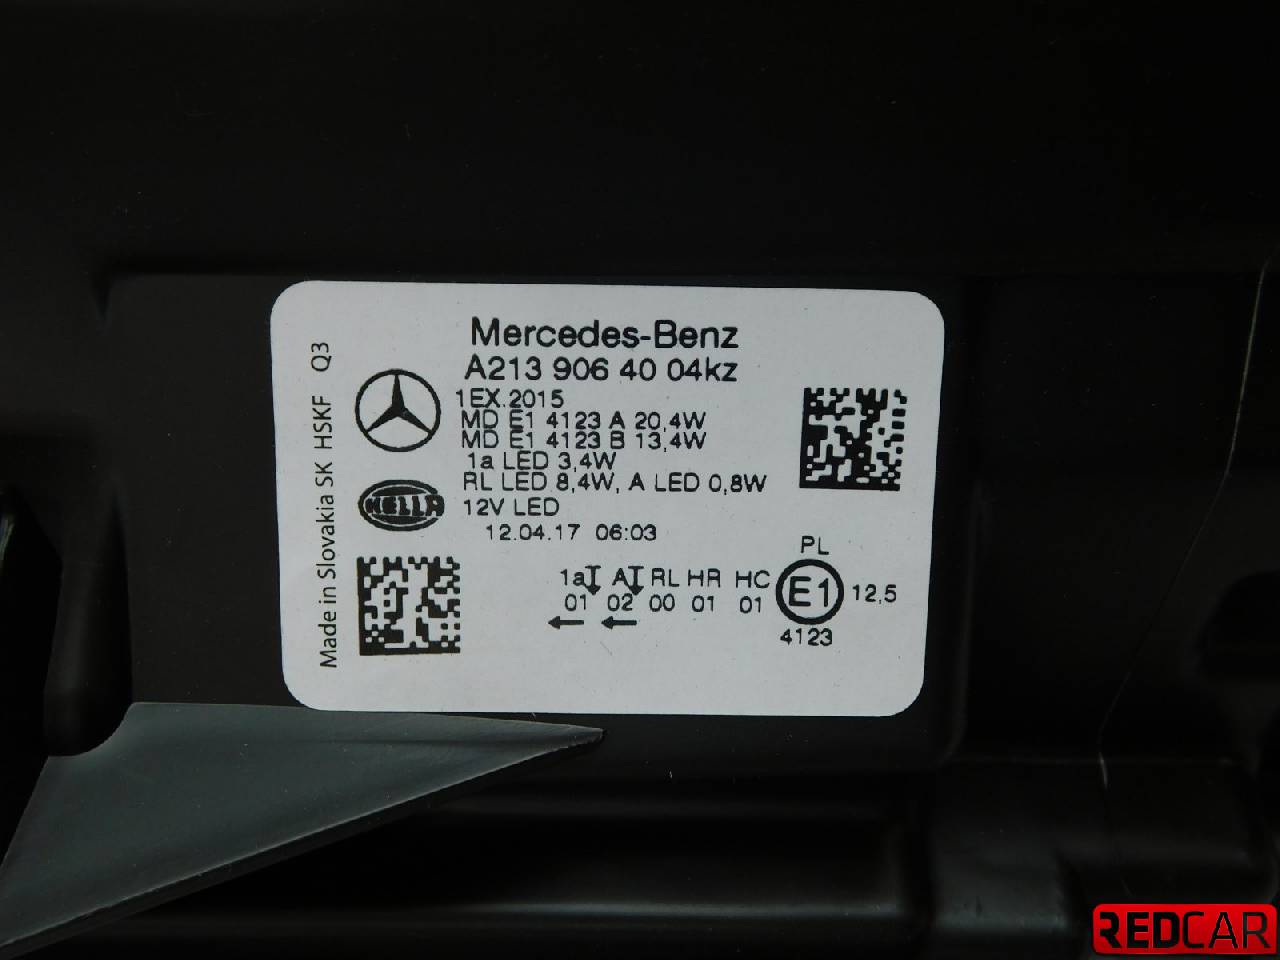 Mercedes-Benz
A213 906 40 04kz
1EX.2015
MD E1 4123 A 20,4W
MD E1 4123 B 13,4W
1a LED 3,4W
RL LED 8,4W, A LED 0,8W
12V LED
12.04.17 06:03
HELLA
Made in Slovakia SK HSKF Q3
1a A RL HR HC
01 02 00 01 01
PL
E1
12,5
4123
REDCAR